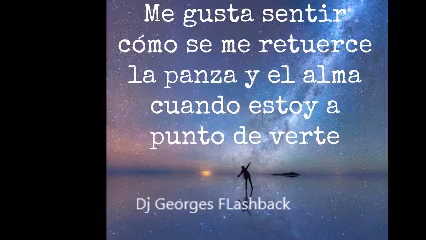 Me gusta sentir
cómo se me retuerce
la panza y el alma
cuando estoy a
punto de verte
Dj Georges FLashback